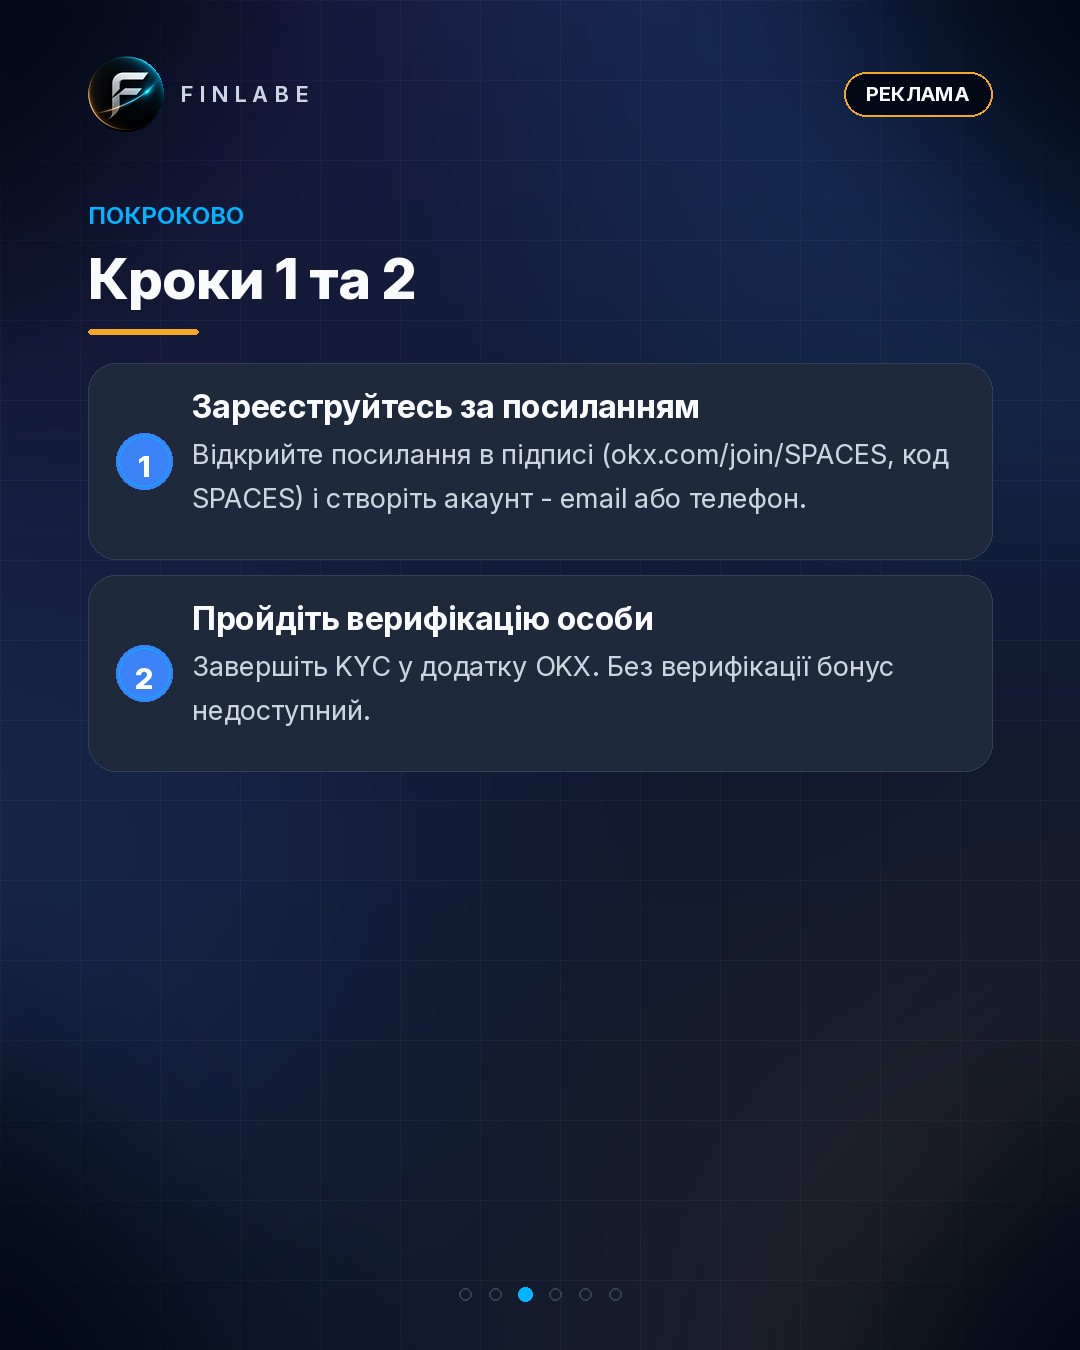 FINLABE
РЕКЛАМА
ПОКРОКОВО
Кроки 1 та 2
Зареєструйтесь за посиланням
1
Відкрийте посилання в підписі (okx.com/join/SPACES, код
SPACES) і створіть акаунт - email або телефон.
Пройдіть верифікацію особи
2
Завершіть KYC у додатку OKX. Без верифікації бонус
недоступний.